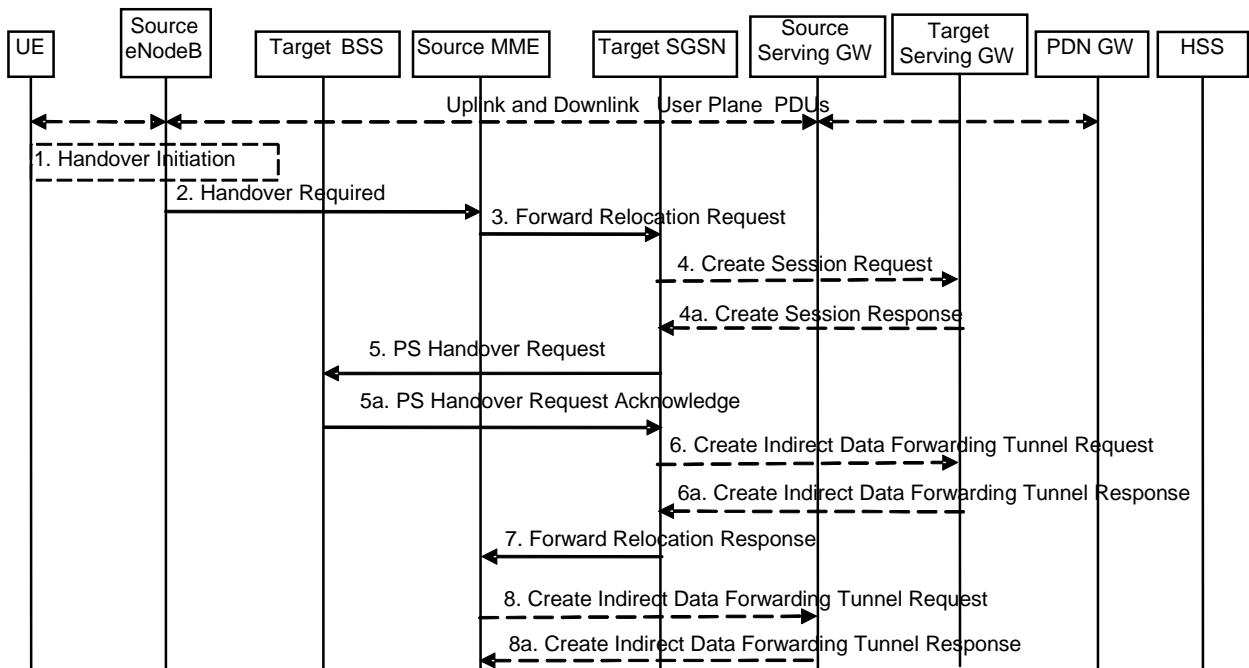 UE
Source
eNodeB
Target BSS
Source MME
Target SGSN
Source
Serving GW
Target
Serving GW
PDN GW
HSS
Uplink and Downlink User Plane PDUs
1. Handover Initiation
2. Handover Required
3. Forward Relocation Request
4. Create Session Request
4a. Create Session Response
5. PS Handover Request
5a. PS Handover Request Acknowledge
6. Create Indirect Data Forwarding Tunnel Request
6a. Create Indirect Data Forwarding Tunnel Response
7. Forward Relocation Response
8. Create Indirect Data Forwarding Tunnel Request
8a. Create Indirect Data Forwarding Tunnel Response